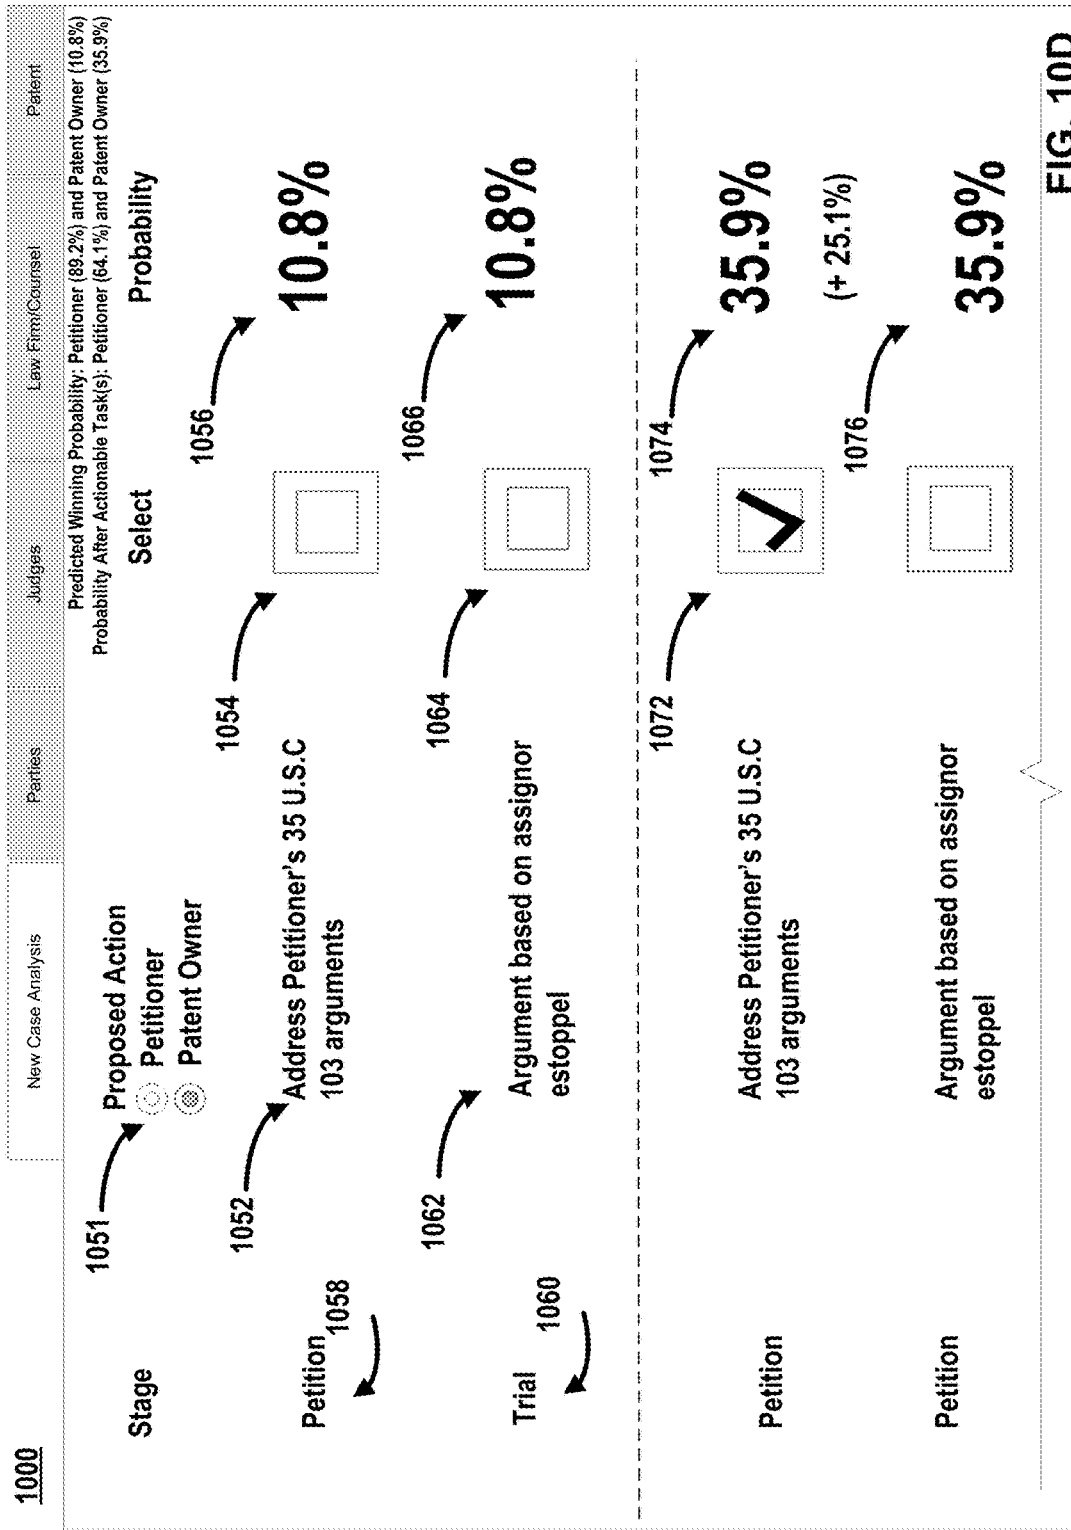 1000
New Case Analysis Parties Judges Law Firm/Counsel Patent
Predicted Winning Probability: Petitioner (89.2%) and Patent Owner (10.8%)
Probability After Actionable Task(s): Petitioner (64.1%) and Patent Owner (35.9%)
1051
Stage Proposed Action Select Probability
Petitioner
Patent Owner
1052 1054 1056
Petition Address Petitioner's 35 U.S.C 10.8%
103 arguments
1058
1062 1064 1066
Trial Argument based on assignor 10.8%
estoppel
1060
1072 1074
Petition Address Petitioner's 35 U.S.C 35.9%
103 arguments
(+ 25.1%)
1076
Petition Argument based on assignor 35.9%
estoppel
FIG. 10D